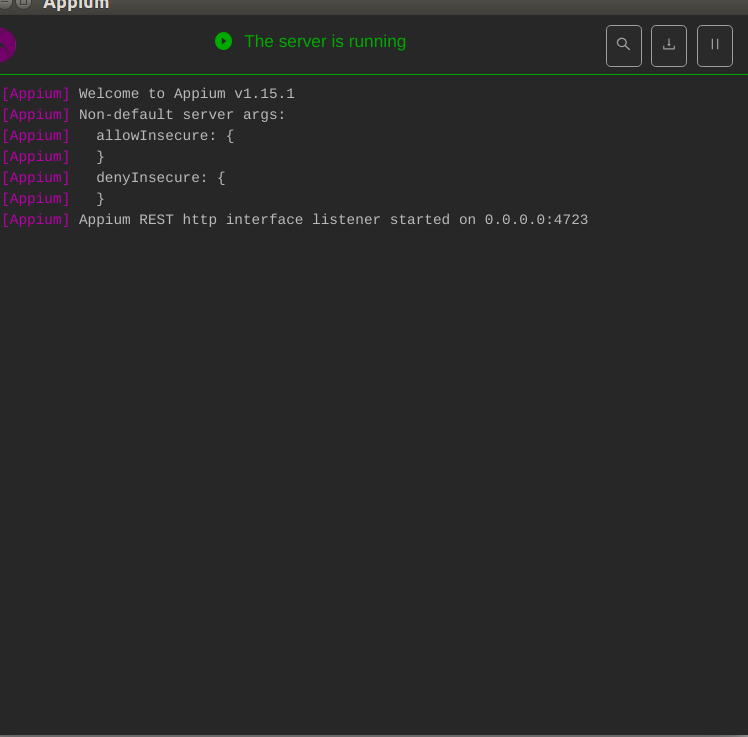 Appium
The server is running
[Appium] Welcome to Appium v1.15.1
[Appium] Non-default server args:
[Appium]   allowInsecure: {
[Appium]   }
[Appium]   denyInsecure: {
[Appium]   }
[Appium] Appium REST http interface listener started on 0.0.0.0:4723